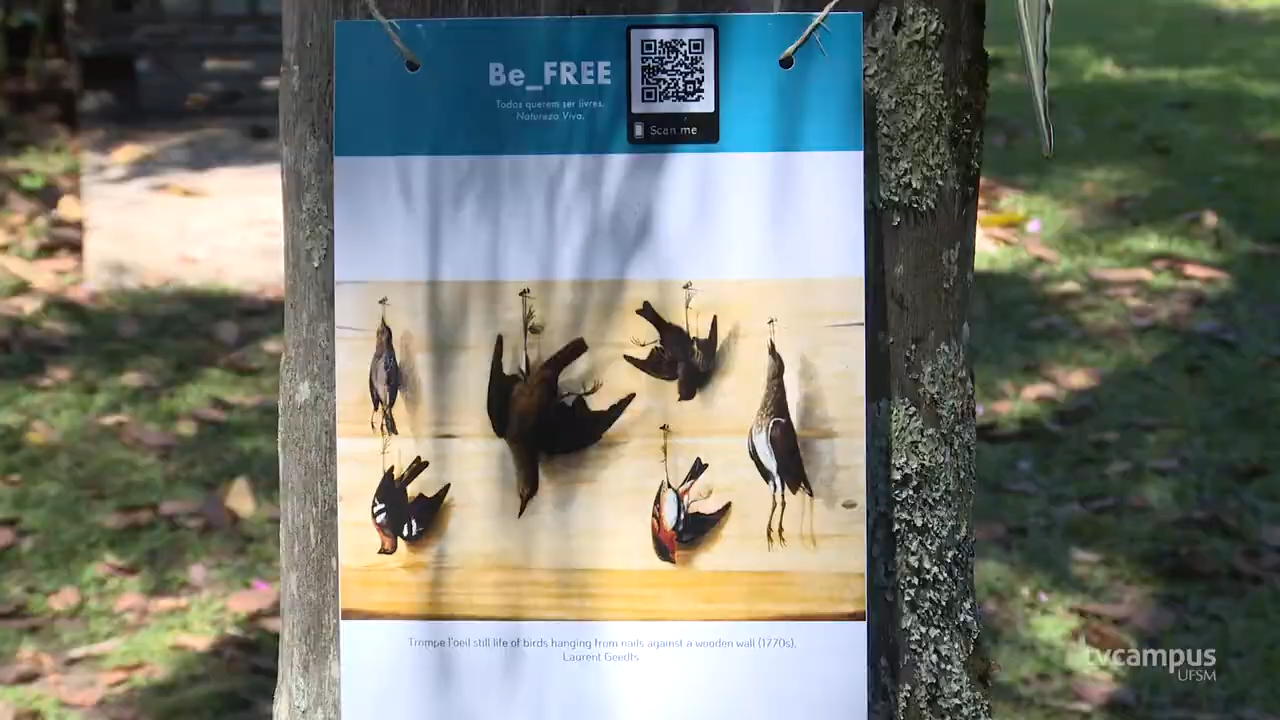 Be_FREE
Todos querem ser livres.
Natureza Viva.
Scan me
Trompe l'oeil still life of birds hanging from nails against a wooden wall (1770s),
Laurent Geedts
tvcampus
UFSM